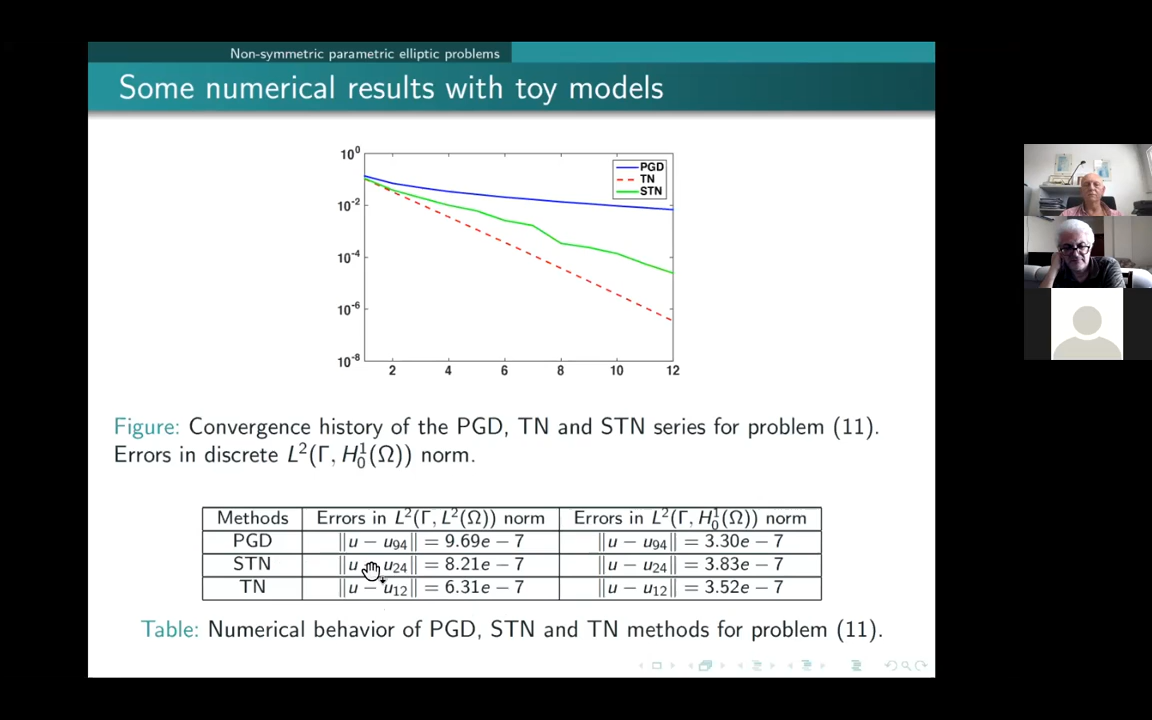 Non-symmetric parametric elliptic problems
Some numerical results with toy models
10^0
10^-2
10^-4
10^-6
10^-8
2 4 6 8 10 12
PGD
TN
STN
Figure: Convergence history of the PGD, TN and STN series for problem (11).
Errors in discrete L²(Γ, H₀¹(Ω)) norm.
Methods Errors in L²(Γ, L²(Ω)) norm Errors in L²(Γ, H₀¹(Ω)) norm
PGD ‖u − u₉₄‖ = 9.69e − 7 ‖u − u₉₄‖ = 3.30e − 7
STN ‖u − u₂₄‖ = 8.21e − 7 ‖u − u₂₄‖ = 3.83e − 7
TN ‖u − u₁₂‖ = 6.31e − 7 ‖u − u₁₂‖ = 3.52e − 7
Table: Numerical behavior of PGD, STN and TN methods for problem (11).